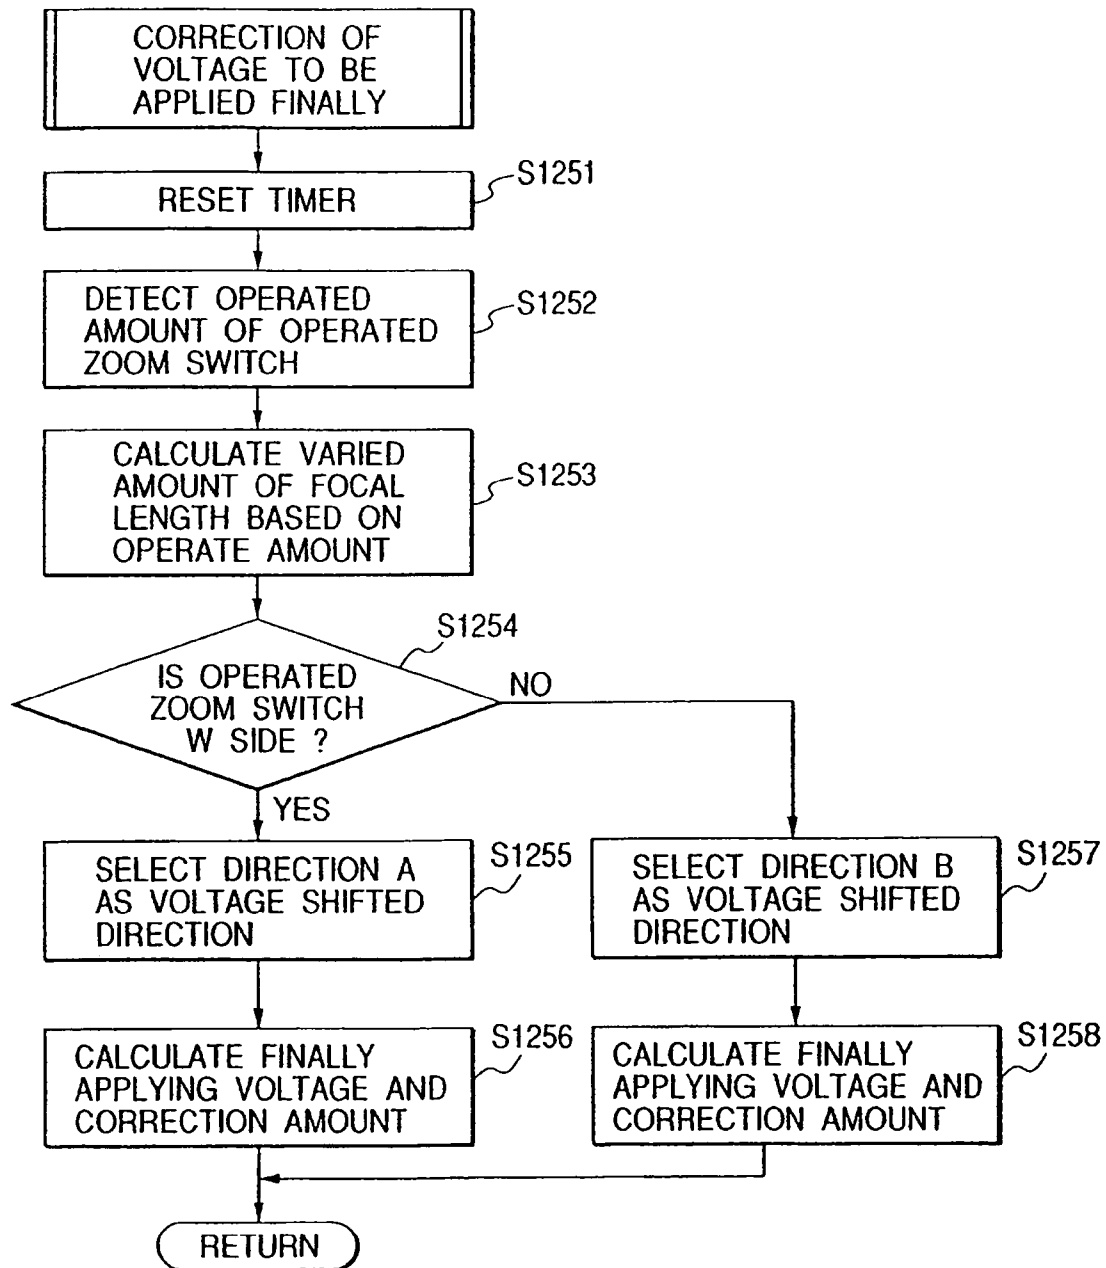 CORRECTION OF
VOLTAGE TO BE
APPLIED FINALLY
S1251
RESET TIMER
S1252
DETECT OPERATED
AMOUNT OF OPERATED
ZOOM SWITCH
S1253
CALCULATE VARIED
AMOUNT OF FOCAL
LENGTH BASED ON
OPERATE AMOUNT
S1254
IS OPERATED
ZOOM SWITCH
W SIDE ?
NO
YES
S1255
SELECT DIRECTION A
AS VOLTAGE SHIFTED
DIRECTION
S1257
SELECT DIRECTION B
AS VOLTAGE SHIFTED
DIRECTION
S1256
CALCULATE FINALLY
APPLYING VOLTAGE AND
CORRECTION AMOUNT
S1258
CALCULATE FINALLY
APPLYING VOLTAGE AND
CORRECTION AMOUNT
RETURN